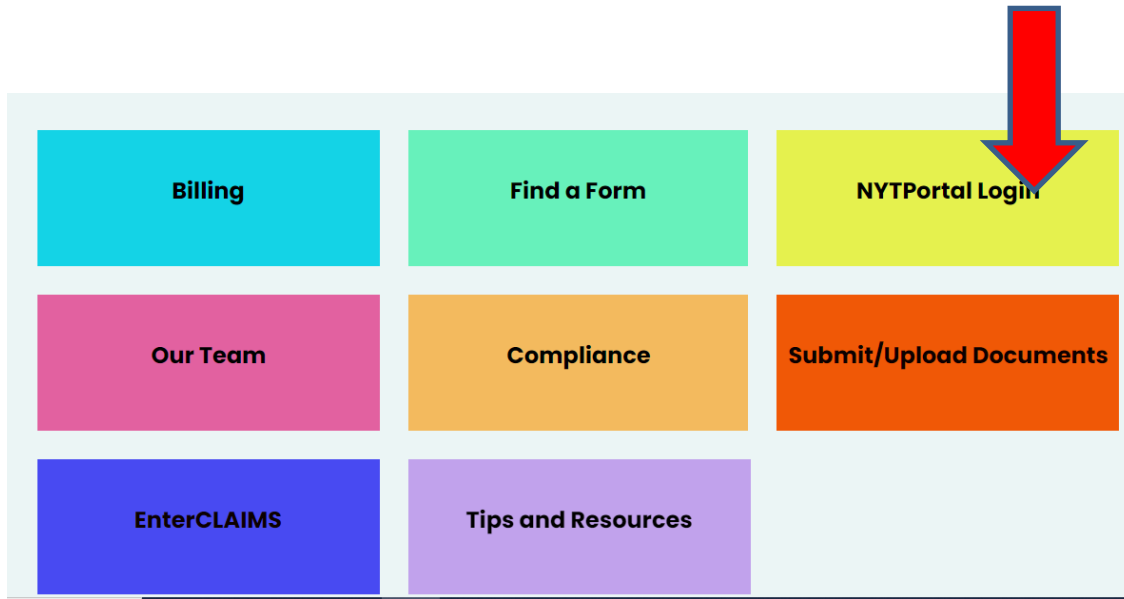 Billing
Find a Form
NYTPortal Login
Our Team
Compliance
Submit/Upload Documents
EnterCLAIMS
Tips and Resources